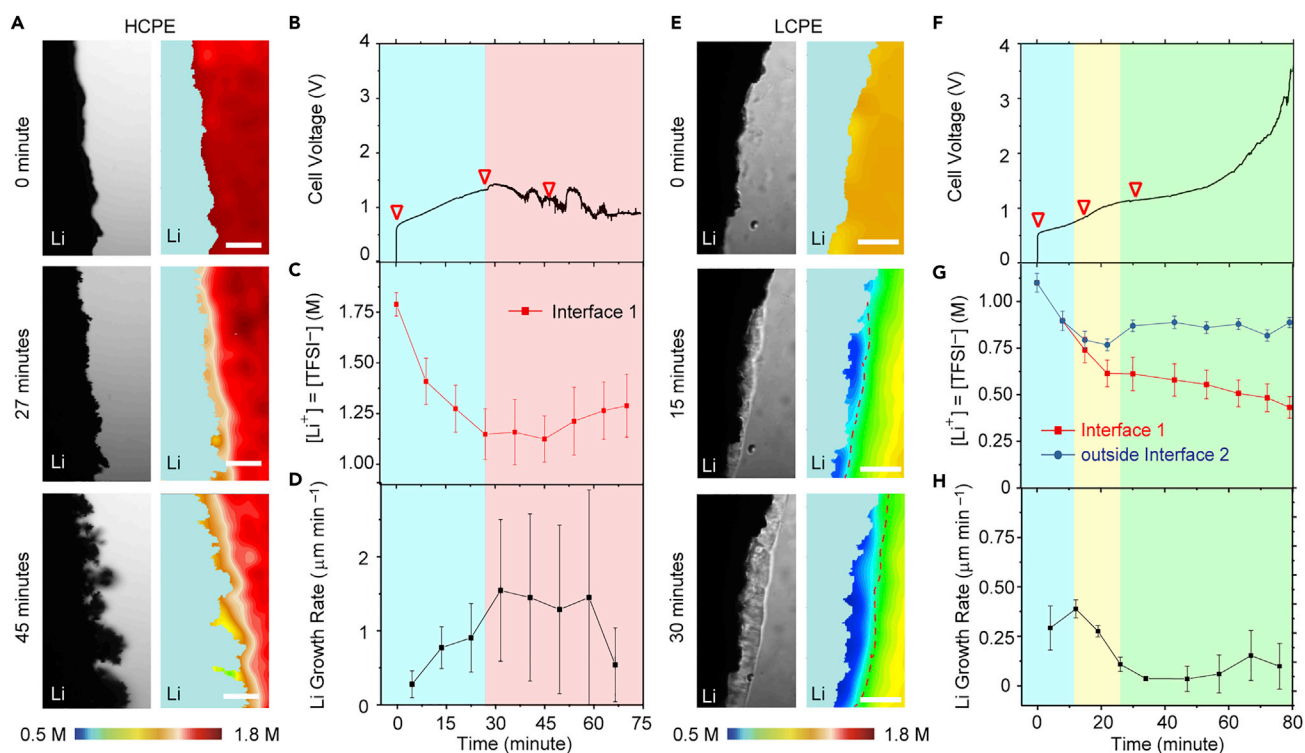 A
HCPE
0 minute
Li
Li
27 minutes
Li
Li
45 minutes
Li
Li
0.5 M
1.8 M
B
Cell Voltage (V)
4
3
2
1
0
C
[Li⁺] = [TFSI−] (M)
1.75
1.50
1.25
1.00
Interface 1
D
Li Growth Rate (μm min −1)
2
1
0
0
15
30
45
60
75
Time (minute)
E
LCPE
0 minute
Li
Li
15 minutes
Li
Li
30 minutes
Li
Li
0.5 M
1.8 M
F
Cell Voltage (V)
4
3
2
1
0
G
[Li⁺] = [TFSI−] (M)
1.00
0.75
0.50
0.25
Interface 1
outside Interface 2
H
Li Growth Rate (μm min −1)
0.75
0.50
0.25
0
0
20
40
60
80
Time (minute)